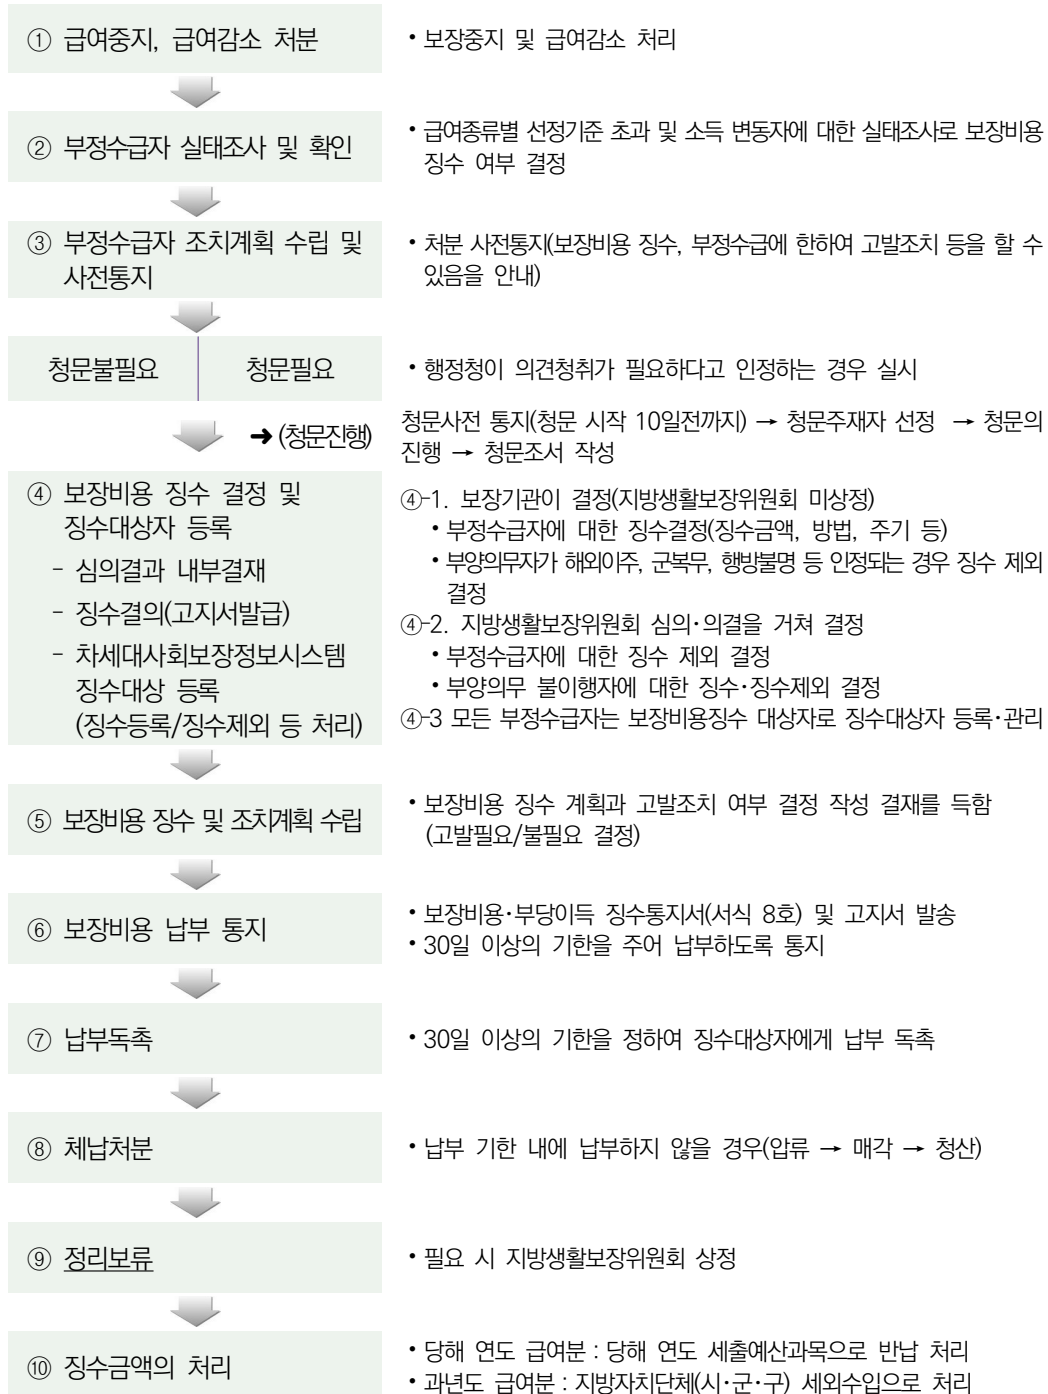 ① 급여중지, 급여감소 처분
• 보장중지 및 급여감소 처리
② 부정수급자 실태조사 및 확인
• 급여종류별 선정기준 초과 및 소득 변동자에 대한 실태조사로 보장비용
징수 여부 결정
③ 부정수급자 조치계획 수립 및
사전통지
• 처분 사전통지(보장비용 징수, 부정수급에 한하여 고발조치 등을 할 수
있음을 안내)
청문불필요
청문필요
• 행정청이 의견청취가 필요하다고 인정하는 경우 실시
➜ (청문진행)
청문사전 통지(청문 시작 10일전까지) → 청문주재자 선정 → 청문의
진행 → 청문조서 작성
④ 보장비용 징수 결정 및
징수대상자 등록
- 심의결과 내부결재
- 징수결의(고지서발급)
- 차세대사회보장정보시스템
징수대상 등록
(징수등록/징수제외 등 처리)
④-1. 보장기관이 결정(지방생활보장위원회 미상정)
• 부정수급자에 대한 징수결정(징수금액, 방법, 주기 등)
• 부양의무자가 해외이주, 군복무, 행방불명 등 인정되는 경우 징수 제외
결정
④-2. 지방생활보장위원회 심의·의결을 거쳐 결정
• 부정수급자에 대한 징수 제외 결정
• 부양의무 불이행자에 대한 징수·징수제외 결정
④-3 모든 부정수급자는 보장비용징수 대상자로 징수대상자 등록·관리
⑤ 보장비용 징수 및 조치계획 수립
• 보장비용 징수 계획과 고발조치 여부 결정 작성 결재를 득함
(고발필요/불필요 결정)
⑥ 보장비용 납부 통지
• 보장비용·부당이득 징수통지서(서식 8호) 및 고지서 발송
• 30일 이상의 기한을 주어 납부하도록 통지
⑦ 납부독촉
• 30일 이상의 기한을 정하여 징수대상자에게 납부 독촉
⑧ 체납처분
• 납부 기한 내에 납부하지 않을 경우(압류 → 매각 → 청산)
⑨ 정리보류
• 필요 시 지방생활보장위원회 상정
⑩ 징수금액의 처리
• 당해 연도 급여분 : 당해 연도 세출예산과목으로 반납 처리
• 과년도 급여분 : 지방자치단체(시·군·구) 세외수입으로 처리